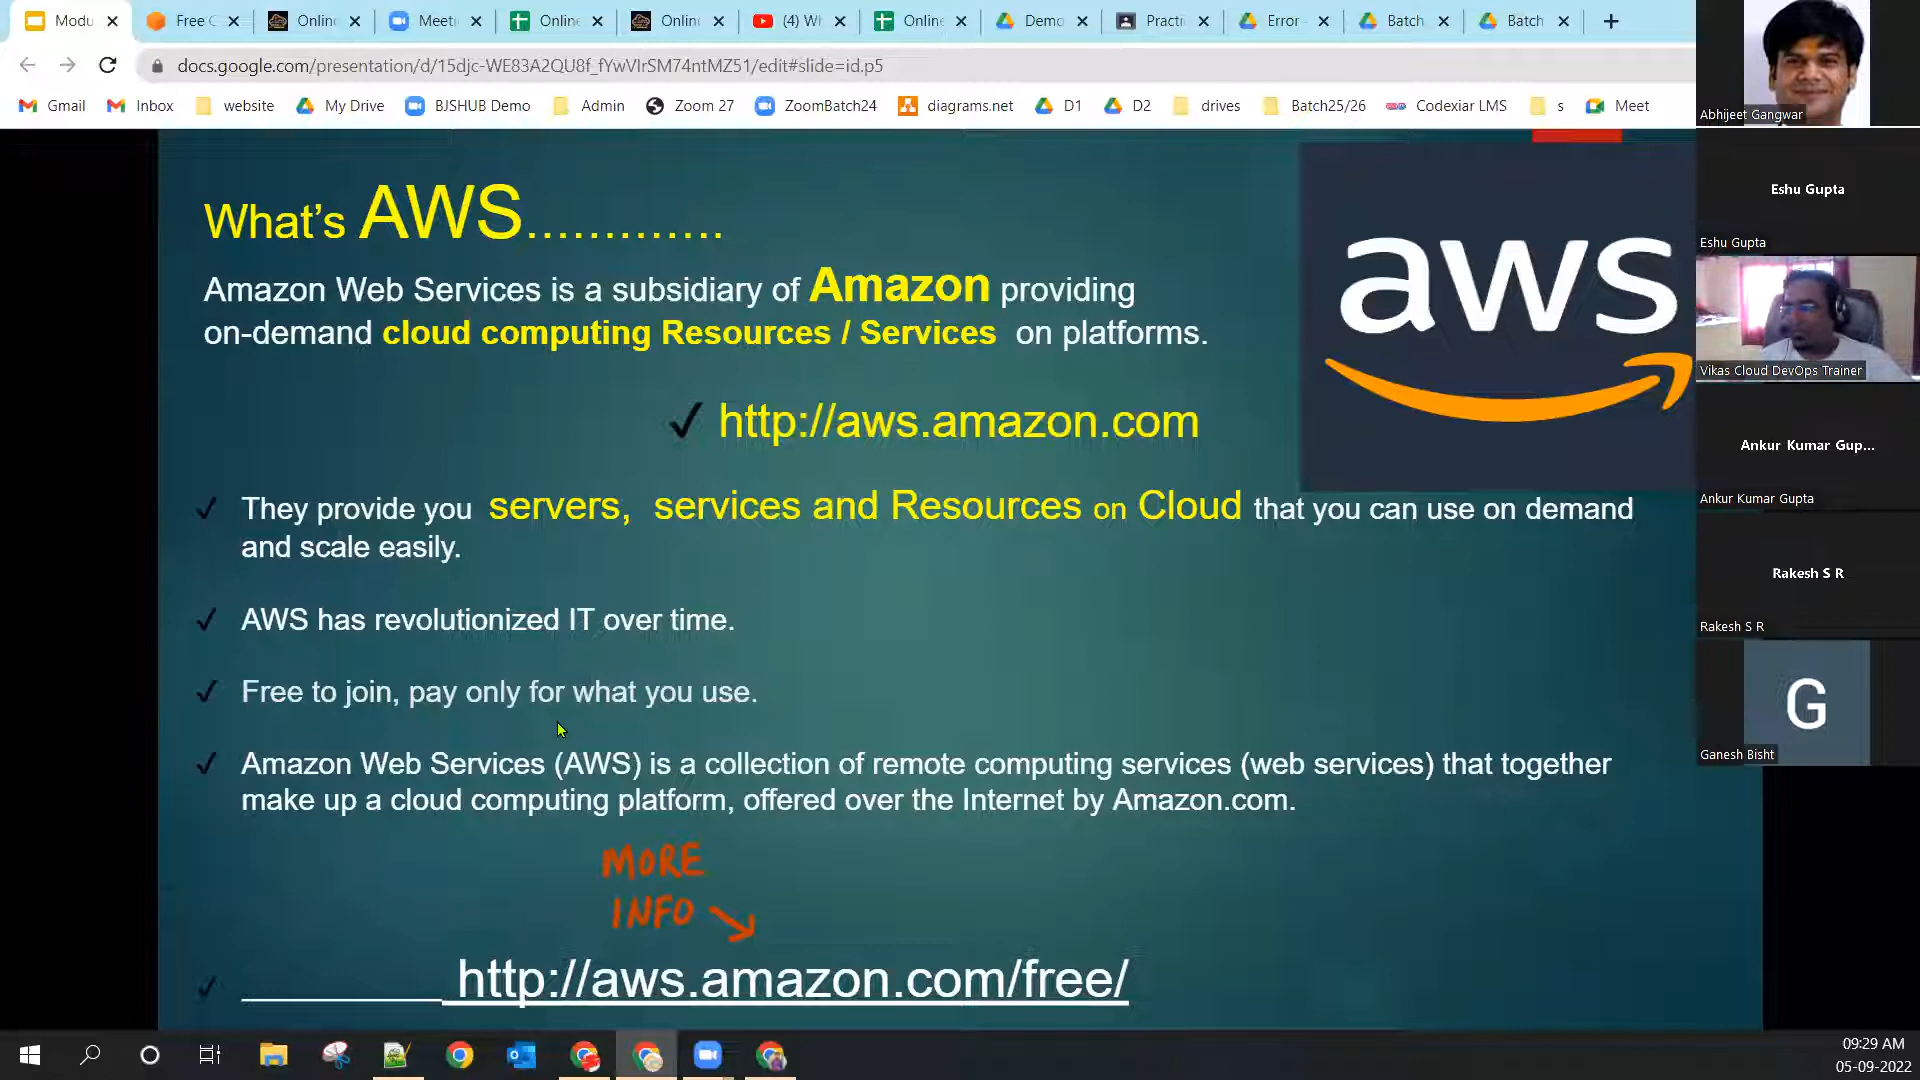 Modu
Free C
Onlin
Onlin
Meeti
Online
Onlin
(4) Wh
Online
Demo
Practi
Error -
Batch
Batch
docs.google.com/presentation/d/15djc-WE83A2QU8f_fYwVIrSM74ntMZ51/edit#slide=id.p5
Gmail
Inbox
website
My Drive
BJSHUB Demo
Admin
Zoom 27
ZoomBatch24
diagrams.net
D1
D2
drives
Batch25/26
Codexiar LMS
s
Meet
What's AWS.............
Amazon Web Services is a subsidiary of Amazon providing
on-demand cloud computing Resources / Services on platforms.
✓ http://aws.amazon.com
aws
✓ They provide you servers, services and Resources on Cloud that you can use on demand
and scale easily.
✓ AWS has revolutionized IT over time.
✓ Free to join, pay only for what you use.
✓ Amazon Web Services (AWS) is a collection of remote computing services (web services) that together
make up a cloud computing platform, offered over the Internet by Amazon.com.
MORE
INFO
✓ http://aws.amazon.com/free/
Abhijeet Gangwar
Eshu Gupta
Eshu Gupta
Vikas Cloud DevOps Trainer
Ankur Kumar Gup...
Ankur Kumar Gupta
Rakesh S R
Rakesh S R
G
Ganesh Bisht
09:29 AM
05-09-2022